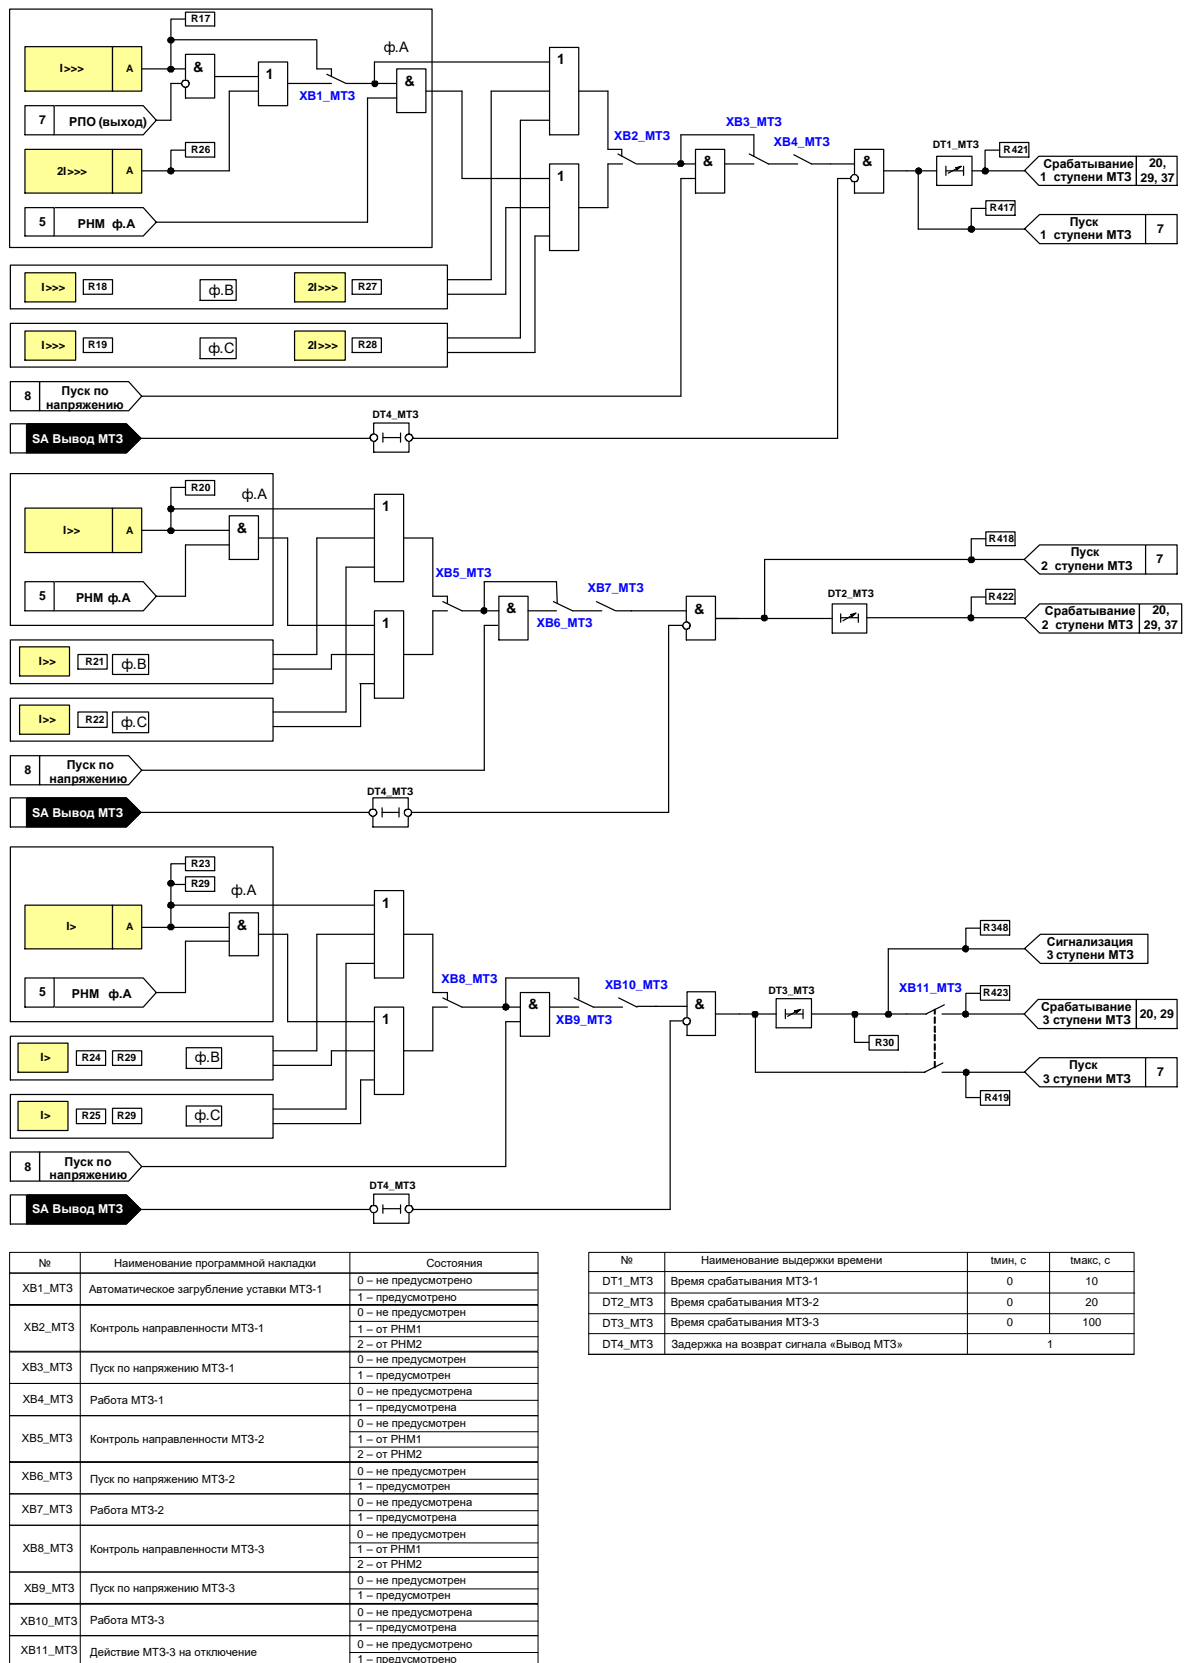 R17
I>>> A
&
1
ф.А
&
1
XB1_МТЗ
7 РПО (выход)
R26
2I>>> A
5 РНМ ф.А
1
XB2_МТЗ
&
XB3_МТЗ
XB4_МТЗ
&
DT1_МТЗ
R421
Срабатывание 20,
1 ступени МТЗ 29, 37
R417
Пуск
1 ступени МТЗ 7
I>>> R18 ф.В 2I>>> R27
I>>> R19 ф.С 2I>>> R28
8 Пуск по
напряжению
SA Вывод МТЗ
DT4_МТЗ
R20
ф.А
I>> A
&
1
5 РНМ ф.А
1
XB5_МТЗ
&
XB6_МТЗ
XB7_МТЗ
&
R418
Пуск
2 ступени МТЗ 7
DT2_МТЗ
R422
Срабатывание 20,
2 ступени МТЗ 29, 37
I>> R21 ф.В
I>> R22 ф.С
8 Пуск по
напряжению
SA Вывод МТЗ
DT4_МТЗ
R23
R29
ф.А
I> A
&
1
5 РНМ ф.А
1
XB8_МТЗ
&
XB9_МТЗ
XB10_МТЗ
&
DT3_МТЗ
R30
R348
Сигнализация
3 ступени МТЗ
XB11_МТЗ
R423
Срабатывание
3 ступени МТЗ 20, 29
Пуск
3 ступени МТЗ 7
R419
I> R24 R29 ф.В
I> R25 R29 ф.С
8 Пуск по
напряжению
SA Вывод МТЗ
DT4_МТЗ
№ Наименование программной накладки Состояния
XB1_МТЗ Автоматическое загрубление уставки МТЗ-1
0 – не предусмотрено
1 – предусмотрено
XB2_МТЗ Контроль направленности МТЗ-1
0 – не предусмотрен
1 – от РНМ1
2 – от РНМ2
XB3_МТЗ Пуск по напряжению МТЗ-1
0 – не предусмотрен
1 – предусмотрен
XB4_МТЗ Работа МТЗ-1
0 – не предусмотрена
1 – предусмотрена
XB5_МТЗ Контроль направленности МТЗ-2
0 – не предусмотрен
1 – от РНМ1
2 – от РНМ2
XB6_МТЗ Пуск по напряжению МТЗ-2
0 – не предусмотрен
1 – предусмотрен
XB7_МТЗ Работа МТЗ-2
0 – не предусмотрена
1 – предусмотрена
XB8_МТЗ Контроль направленности МТЗ-3
0 – не предусмотрен
1 – от РНМ1
2 – от РНМ2
XB9_МТЗ Пуск по напряжению МТЗ-3
0 – не предусмотрен
1 – предусмотрен
XB10_МТЗ Работа МТЗ-3
0 – не предусмотрена
1 – предусмотрена
XB11_МТЗ Действие МТЗ-3 на отключение
0 – не предусмотрено
1 – предусмотрено
№ Наименование выдержки времени tмин, с tмакс, с
DT1_МТЗ Время срабатывания МТЗ-1 0 10
DT2_МТЗ Время срабатывания МТЗ-2 0 20
DT3_МТЗ Время срабатывания МТЗ-3 0 100
DT4_МТЗ Задержка на возврат сигнала «Вывод МТЗ» 1